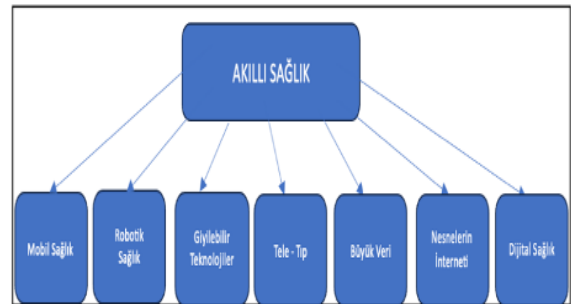 AKILLI SAĞLIK
Mobil Sağlık
Robotik
Sağlık
Giyilebilir
Teknolojiler
Tele - Tıp
Büyük Veri
Nesnelerin
İnterneti
Dijital Sağlık